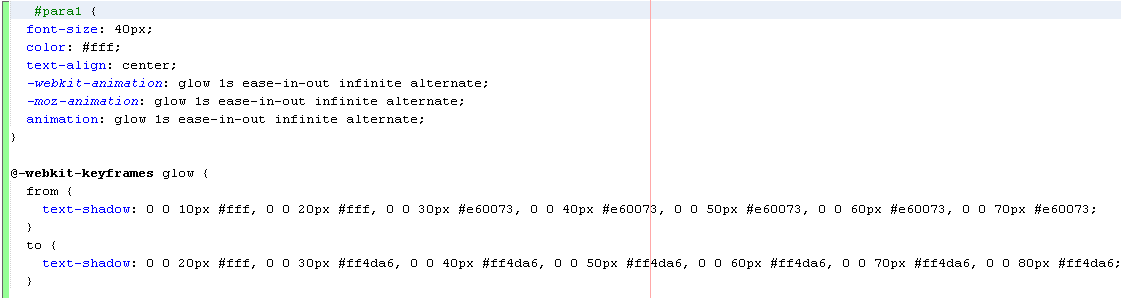 #para1 {
font-size: 40px;
color: #fff;
text-align: center;
-webkit-animation: glow 1s ease-in-out infinite alternate;
-moz-animation: glow 1s ease-in-out infinite alternate;
animation: glow 1s ease-in-out infinite alternate;
}
@-webkit-keyframes glow {
from {
text-shadow: 0 0 10px #fff, 0 0 20px #fff, 0 0 30px #e60073, 0 0 40px #e60073, 0 0 50px #e60073, 0 0 60px #e60073, 0 0 70px #e60073;
}
to {
text-shadow: 0 0 20px #fff, 0 0 30px #ff4da6, 0 0 40px #ff4da6, 0 0 50px #ff4da6, 0 0 60px #ff4da6, 0 0 70px #ff4da6, 0 0 80px #ff4da6;
}